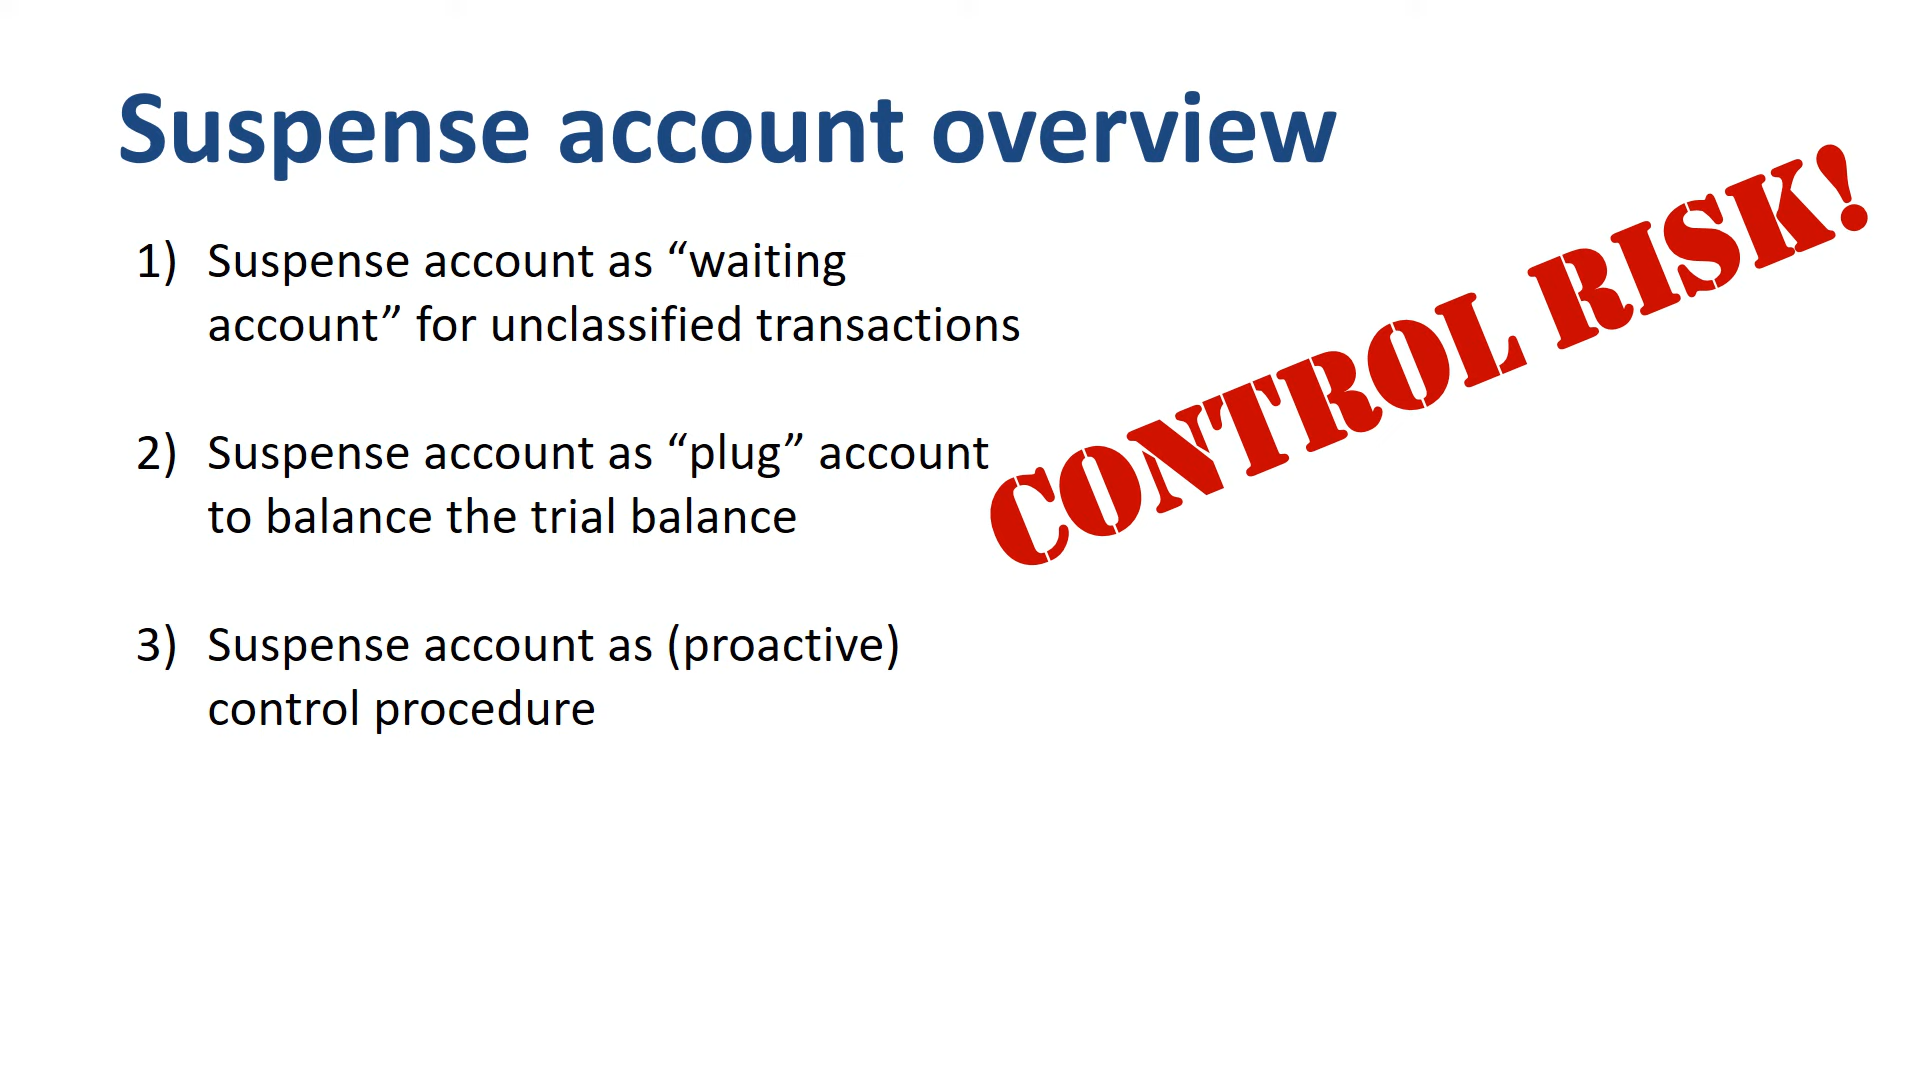 Suspense account overview
1) Suspense account as “waiting
account” for unclassified transactions
2) Suspense account as “plug” account
to balance the trial balance
3) Suspense account as (proactive)
control procedure
CONTROL RISK!